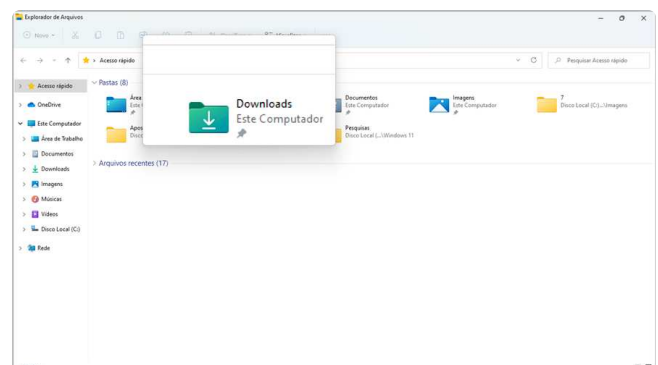 Explorador de Arquivos
Novo
Acesso rápido
Pesquisar Acesso rápido
Acesso rápido
OneDrive
Este Computador
Área de Trabalho
Documentos
Downloads
Imagens
Músicas
Vídeos
Disco Local (C:)
Rede
Pastas (8)
Downloads
Este Computador
Documentos
Este Computador
Imagens
Este Computador
7
Disco Local (C:)...\Imagens
Pesquisas
Disco Local (...\Windows 11
Arquivos recentes (17)